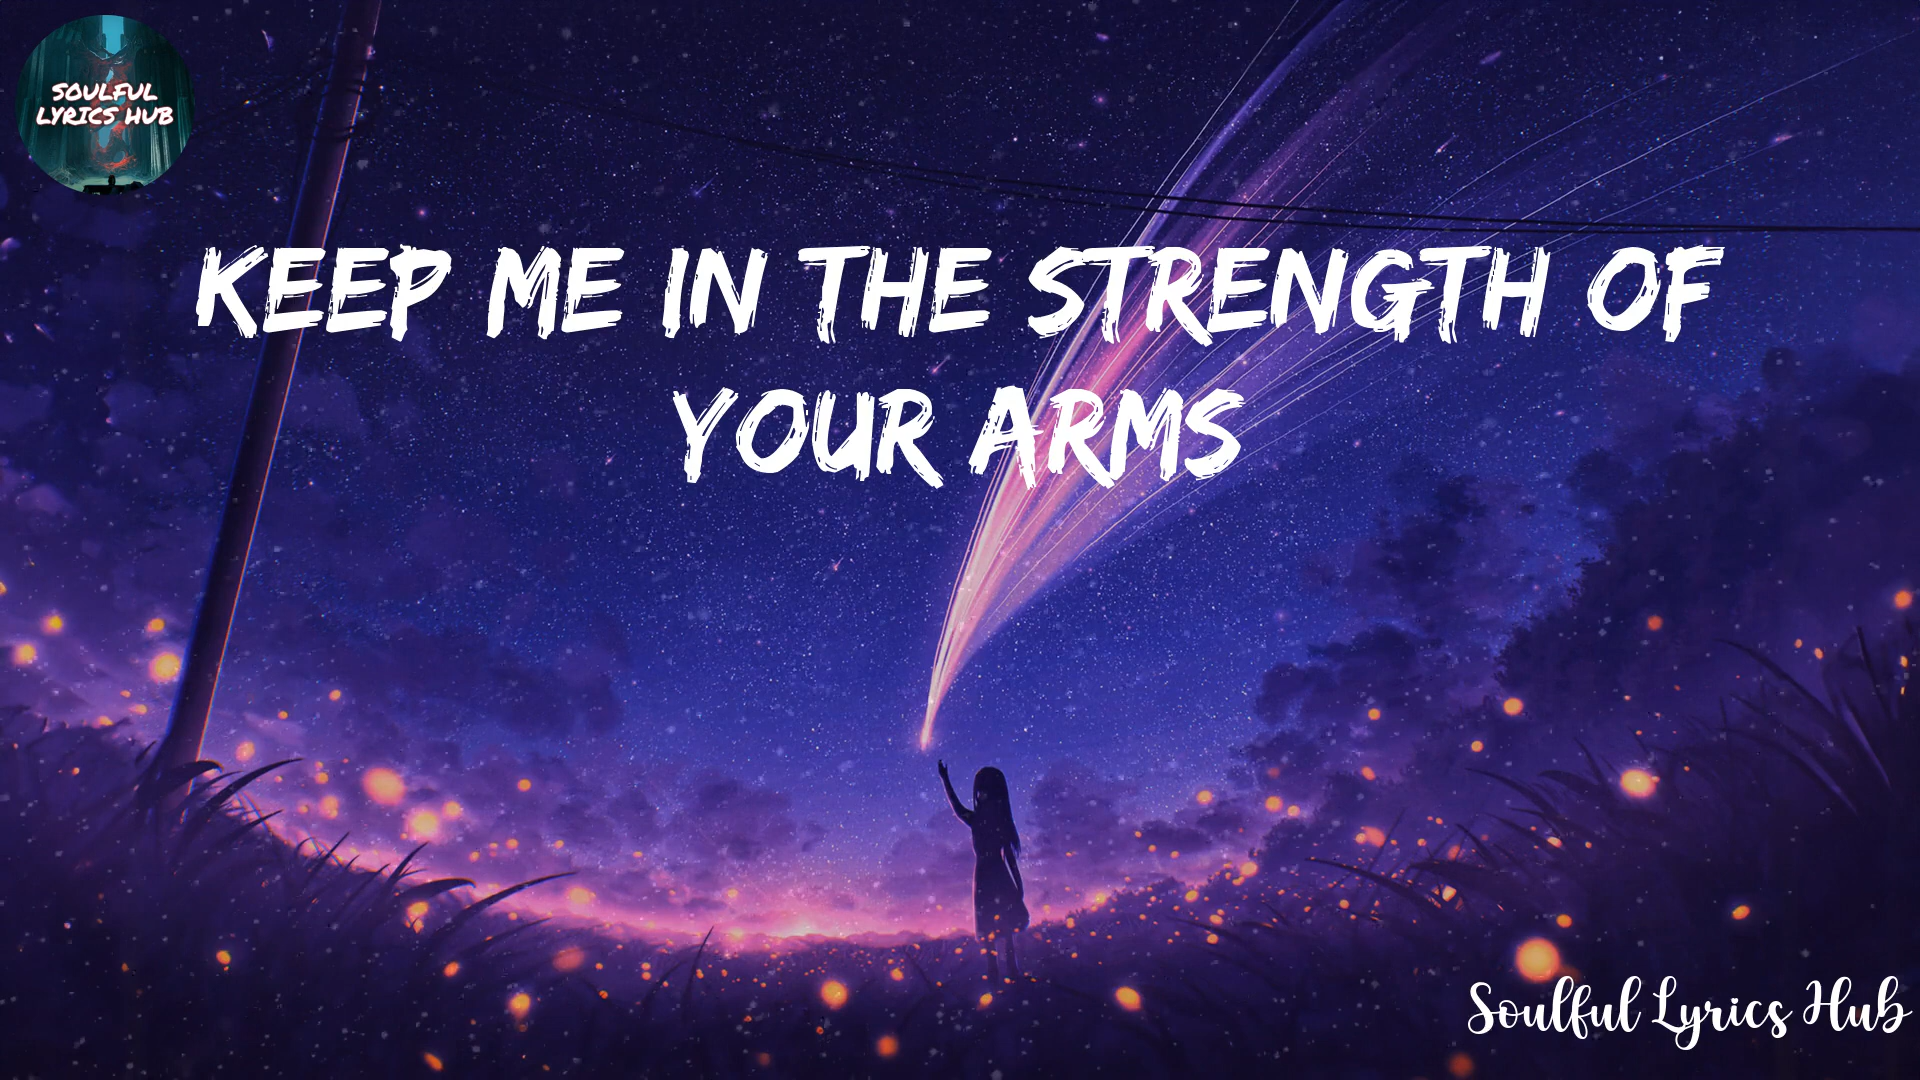 SOULFUL
LYRICS HUB
KEEP ME IN THE STRENGTH OF
YOUR ARMS
Soulful Lyrics Hub